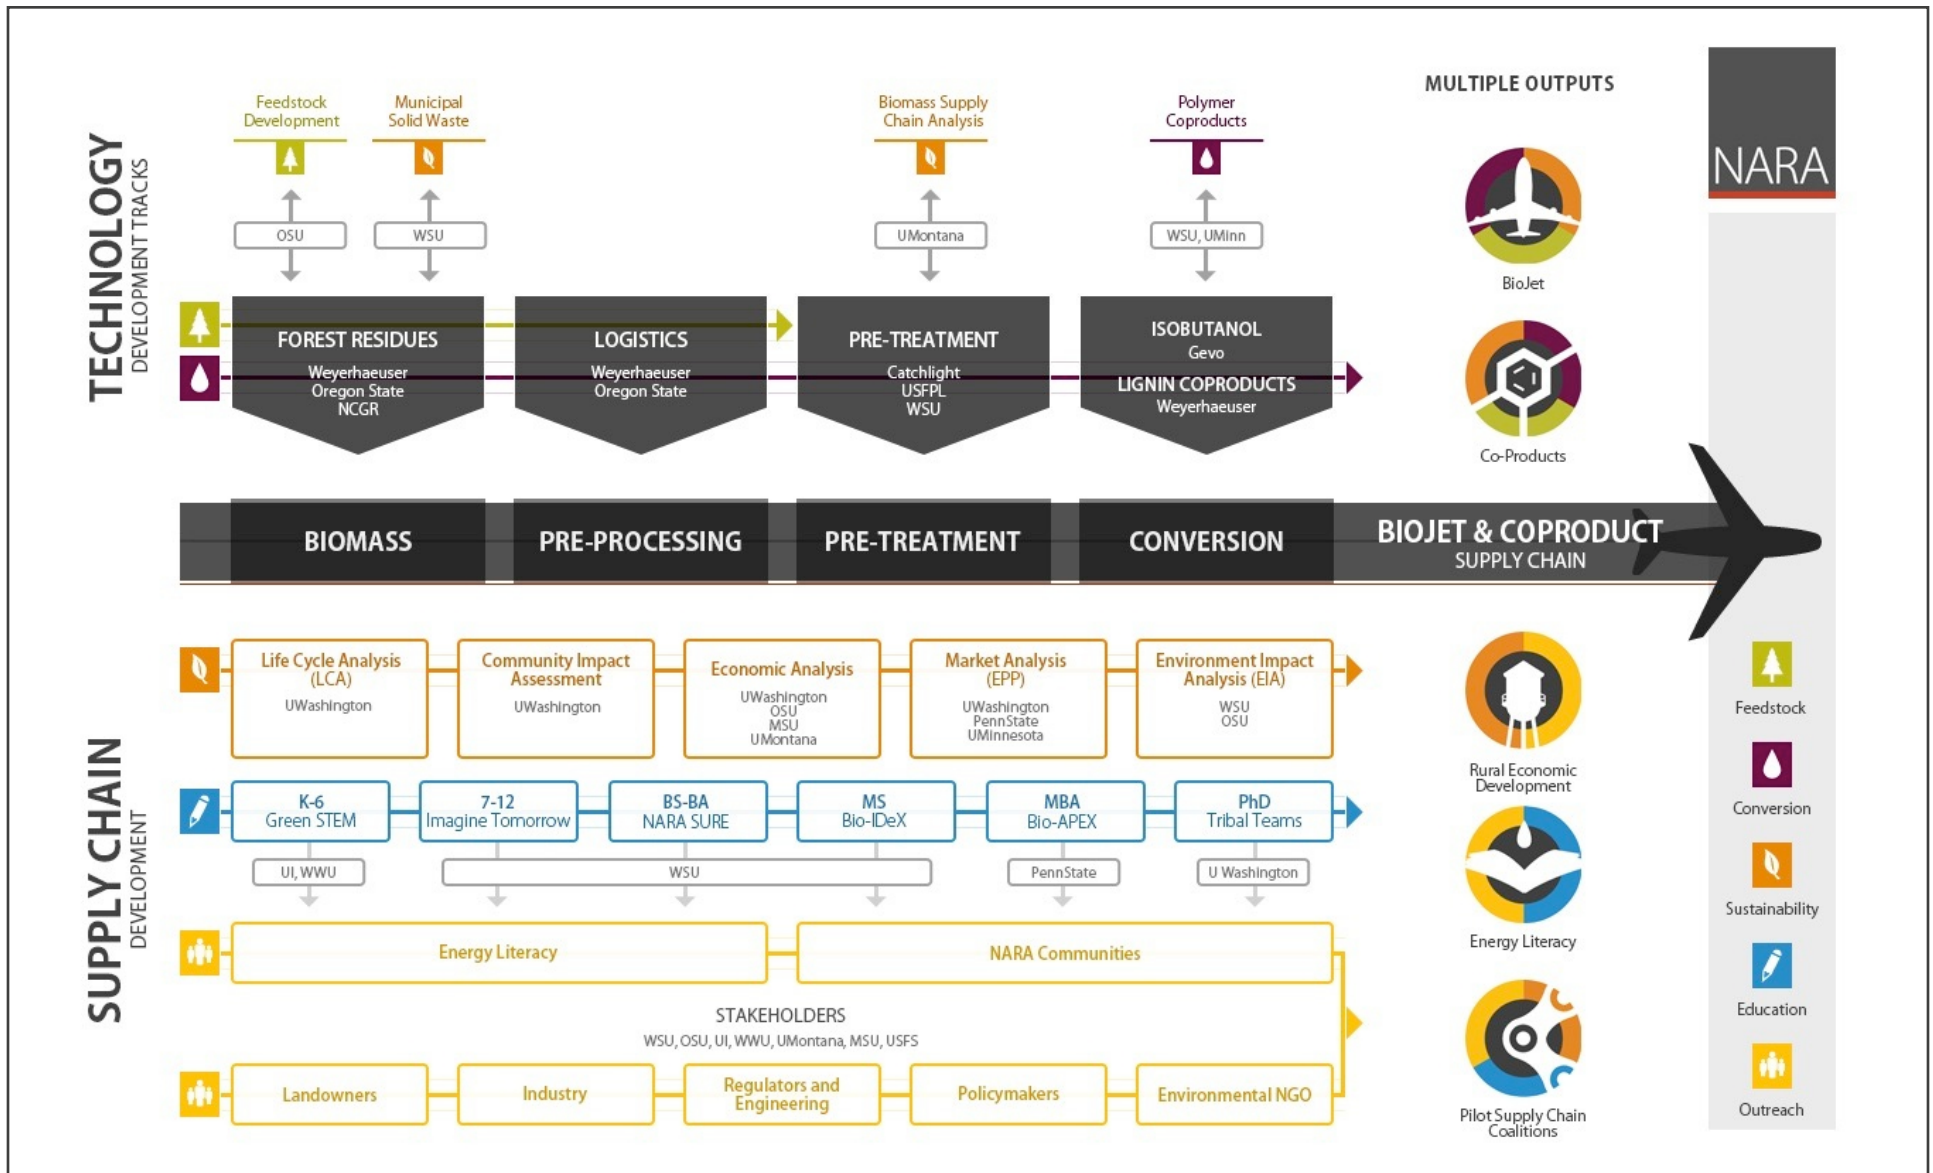 TECHNOLOGY
DEVELOPMENT TRACKS
Feedstock
Development
Municipal
Solid Waste
Biomass Supply
Chain Analysis
Polymer
Coproducts
OSU
WSU
UMontana
WSU, UMinn
FOREST RESIDUES
Weyerhaeuser
Oregon State
NCGR
LOGISTICS
Weyerhaeuser
Oregon State
PRE-TREATMENT
Catchlight
USFPL
WSU
ISOBUTANOL
Gevo
LIGNIN COPRODUCTS
Weyerhaeuser
MULTIPLE OUTPUTS
BioJet
Co-Products
NARA
BIOMASS
PRE-PROCESSING
PRE-TREATMENT
CONVERSION
BIOJET & COPRODUCT
SUPPLY CHAIN
SUPPLY CHAIN
DEVELOPMENT
Life Cycle Analysis
(LCA)
UWashington
Community Impact
Assessment
UWashington
Economic Analysis
UWashington
OSU
MSU
UMontana
Market Analysis
(EPP)
UWashington
PennState
UMinnesota
Environment Impact
Analysis (EIA)
WSU
OSU
K-6
Green STEM
7-12
Imagine Tomorrow
BS-BA
NARA SURE
MS
Bio-IDeX
MBA
Bio-APEX
PhD
Tribal Teams
UI, WWU
WSU
PennState
U Washington
Energy Literacy
NARA Communities
STAKEHOLDERS
WSU, OSU, UI, WWU, UMontana, MSU, USFS
Landowners
Industry
Regulators and
Engineering
Policymakers
Environmental NGO
Rural Economic
Development
Energy Literacy
Pilot Supply Chain
Coalitions
Feedstock
Conversion
Sustainability
Education
Outreach